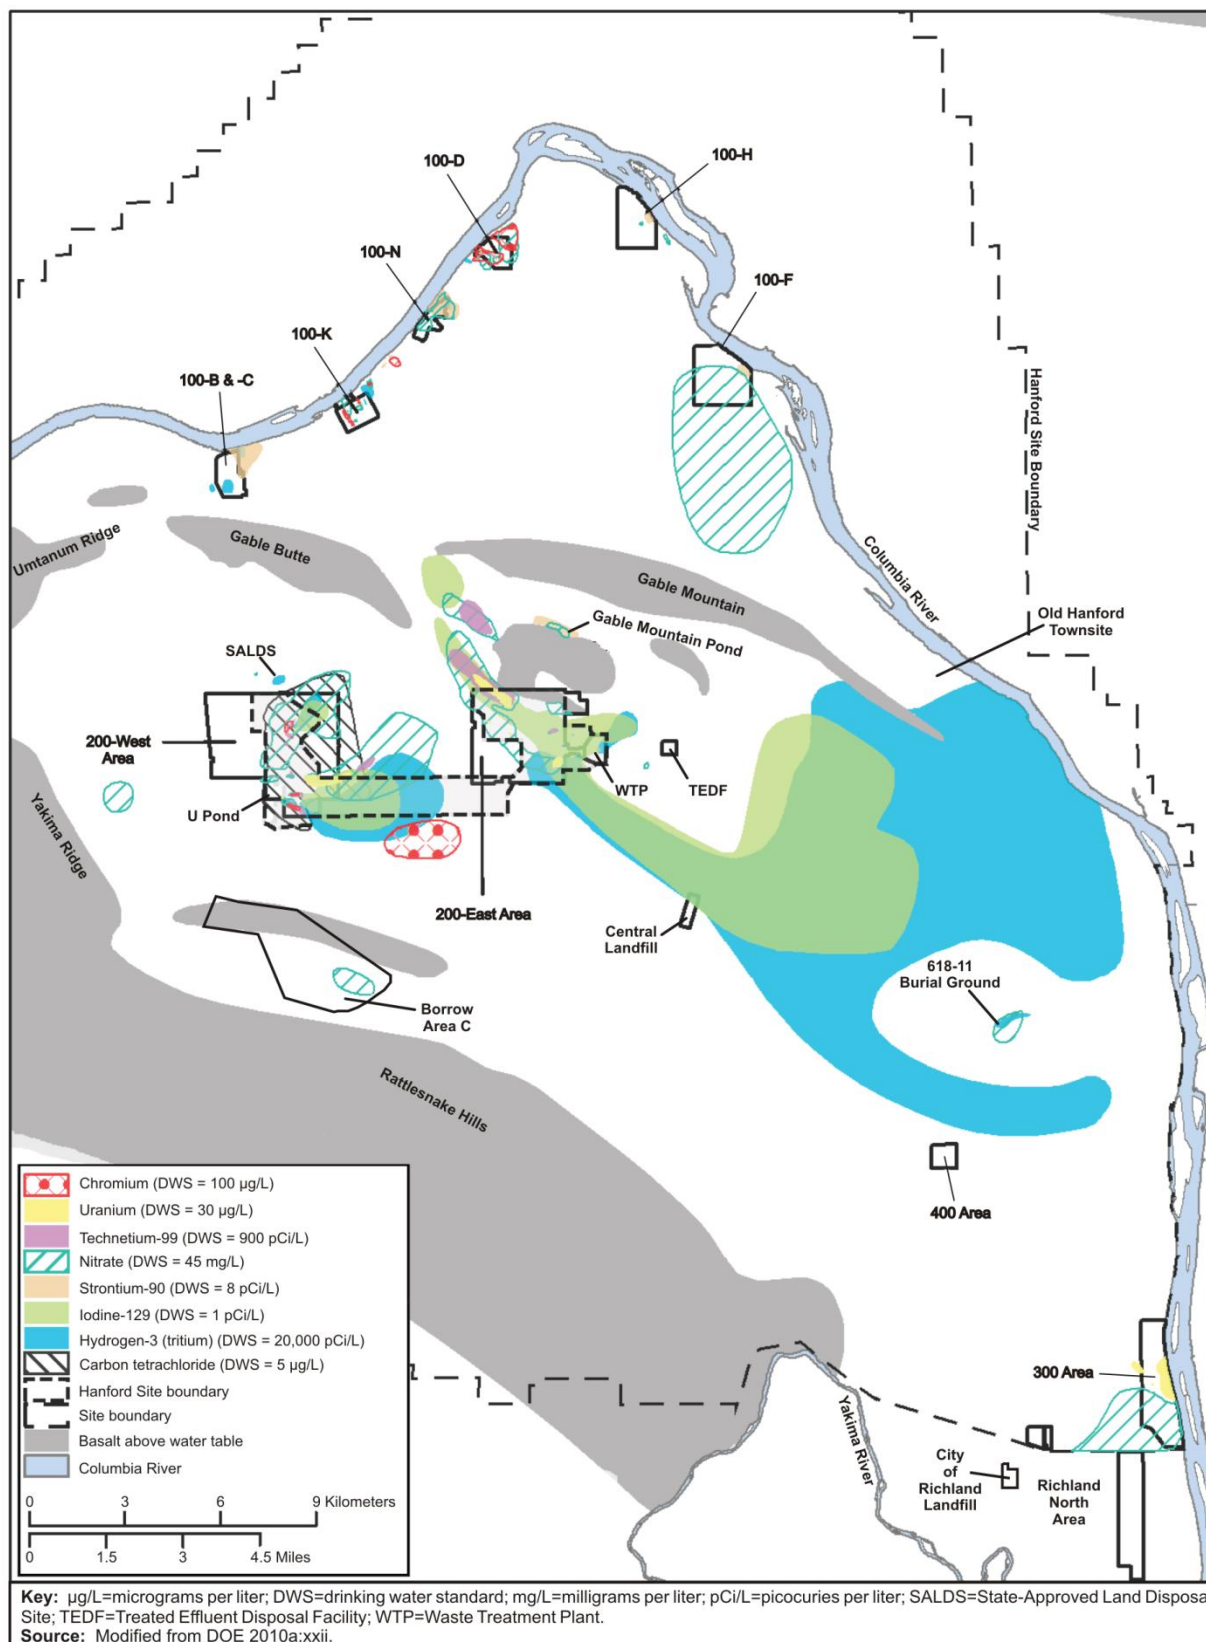 100-D
100-H
100-N
100-F
100-K
100-B & -C
Hanford Site Boundary
Umtanum Ridge
Gable Butte
Gable Mountain
Columbia River
Gable Mountain Pond
Old Hanford
Townsite
SALDS
200-West
Area
WTP
TEDF
U Pond
Yakima Ridge
200-East Area
Central
Landfill
618-11
Burial Ground
Borrow
Area C
Rattlesnake Hills
400 Area
300 Area
Yakima River
City
of
Richland
Landfill
Richland
North
Area
Chromium (DWS = 100 µg/L)
Uranium (DWS = 30 µg/L)
Technetium-99 (DWS = 900 pCi/L)
Nitrate (DWS = 45 mg/L)
Strontium-90 (DWS = 8 pCi/L)
Iodine-129 (DWS = 1 pCi/L)
Hydrogen-3 (tritium) (DWS = 20,000 pCi/L)
Carbon tetrachloride (DWS = 5 µg/L)
Hanford Site boundary
Site boundary
Basalt above water table
Columbia River
0 3 6 9 Kilometers
0 1.5 3 4.5 Miles
Key: µg/L=micrograms per liter; DWS=drinking water standard; mg/L=milligrams per liter; pCi/L=picocuries per liter; SALDS=State-Approved Land Disposa
Site; TEDF=Treated Effluent Disposal Facility; WTP=Waste Treatment Plant.
Source: Modified from DOE 2010a:xxii.